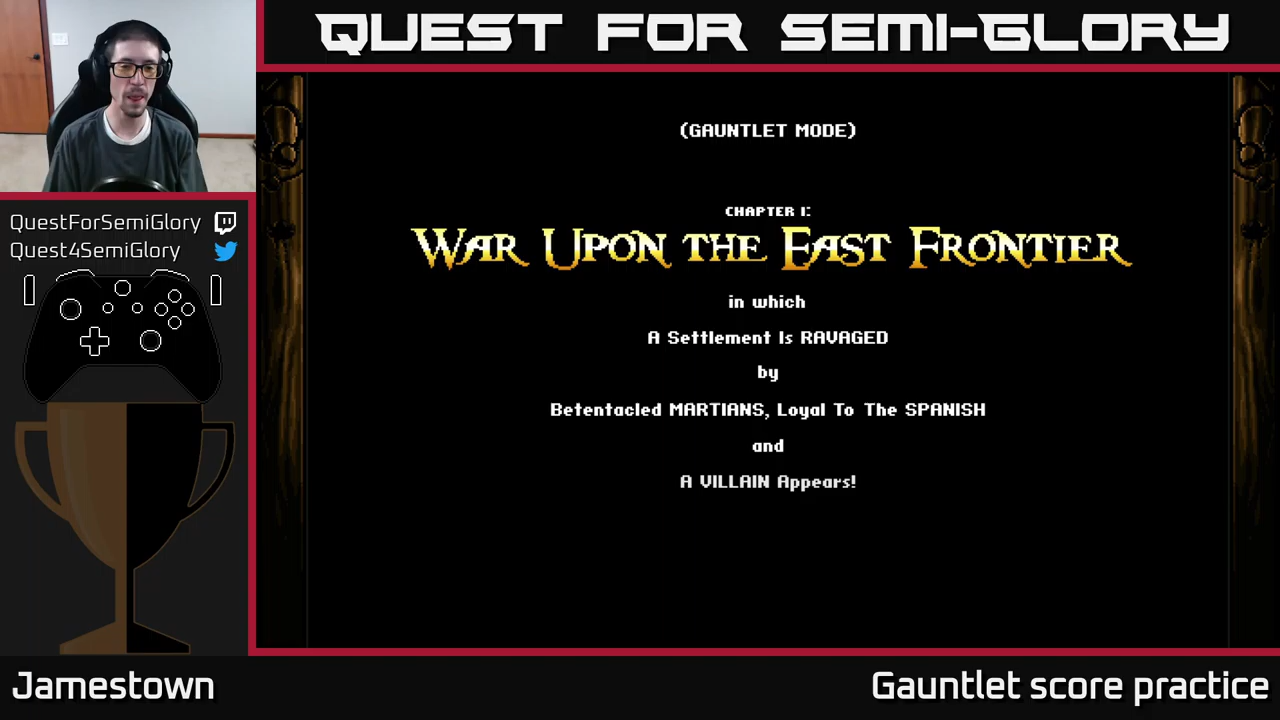 QUEST FOR SEMI-GLORY
QuestForSemiGlory
Quest4SemiGlory
(GAUNTLET MODE)
CHAPTER I:
WAR UPON THE EAST FRONTIER
in which
A Settlement Is RAVAGED
by
Betentacled MARTIANS, Loyal To The SPANISH
and
A VILLAIN Appears!
Jamestown
Gauntlet score practice